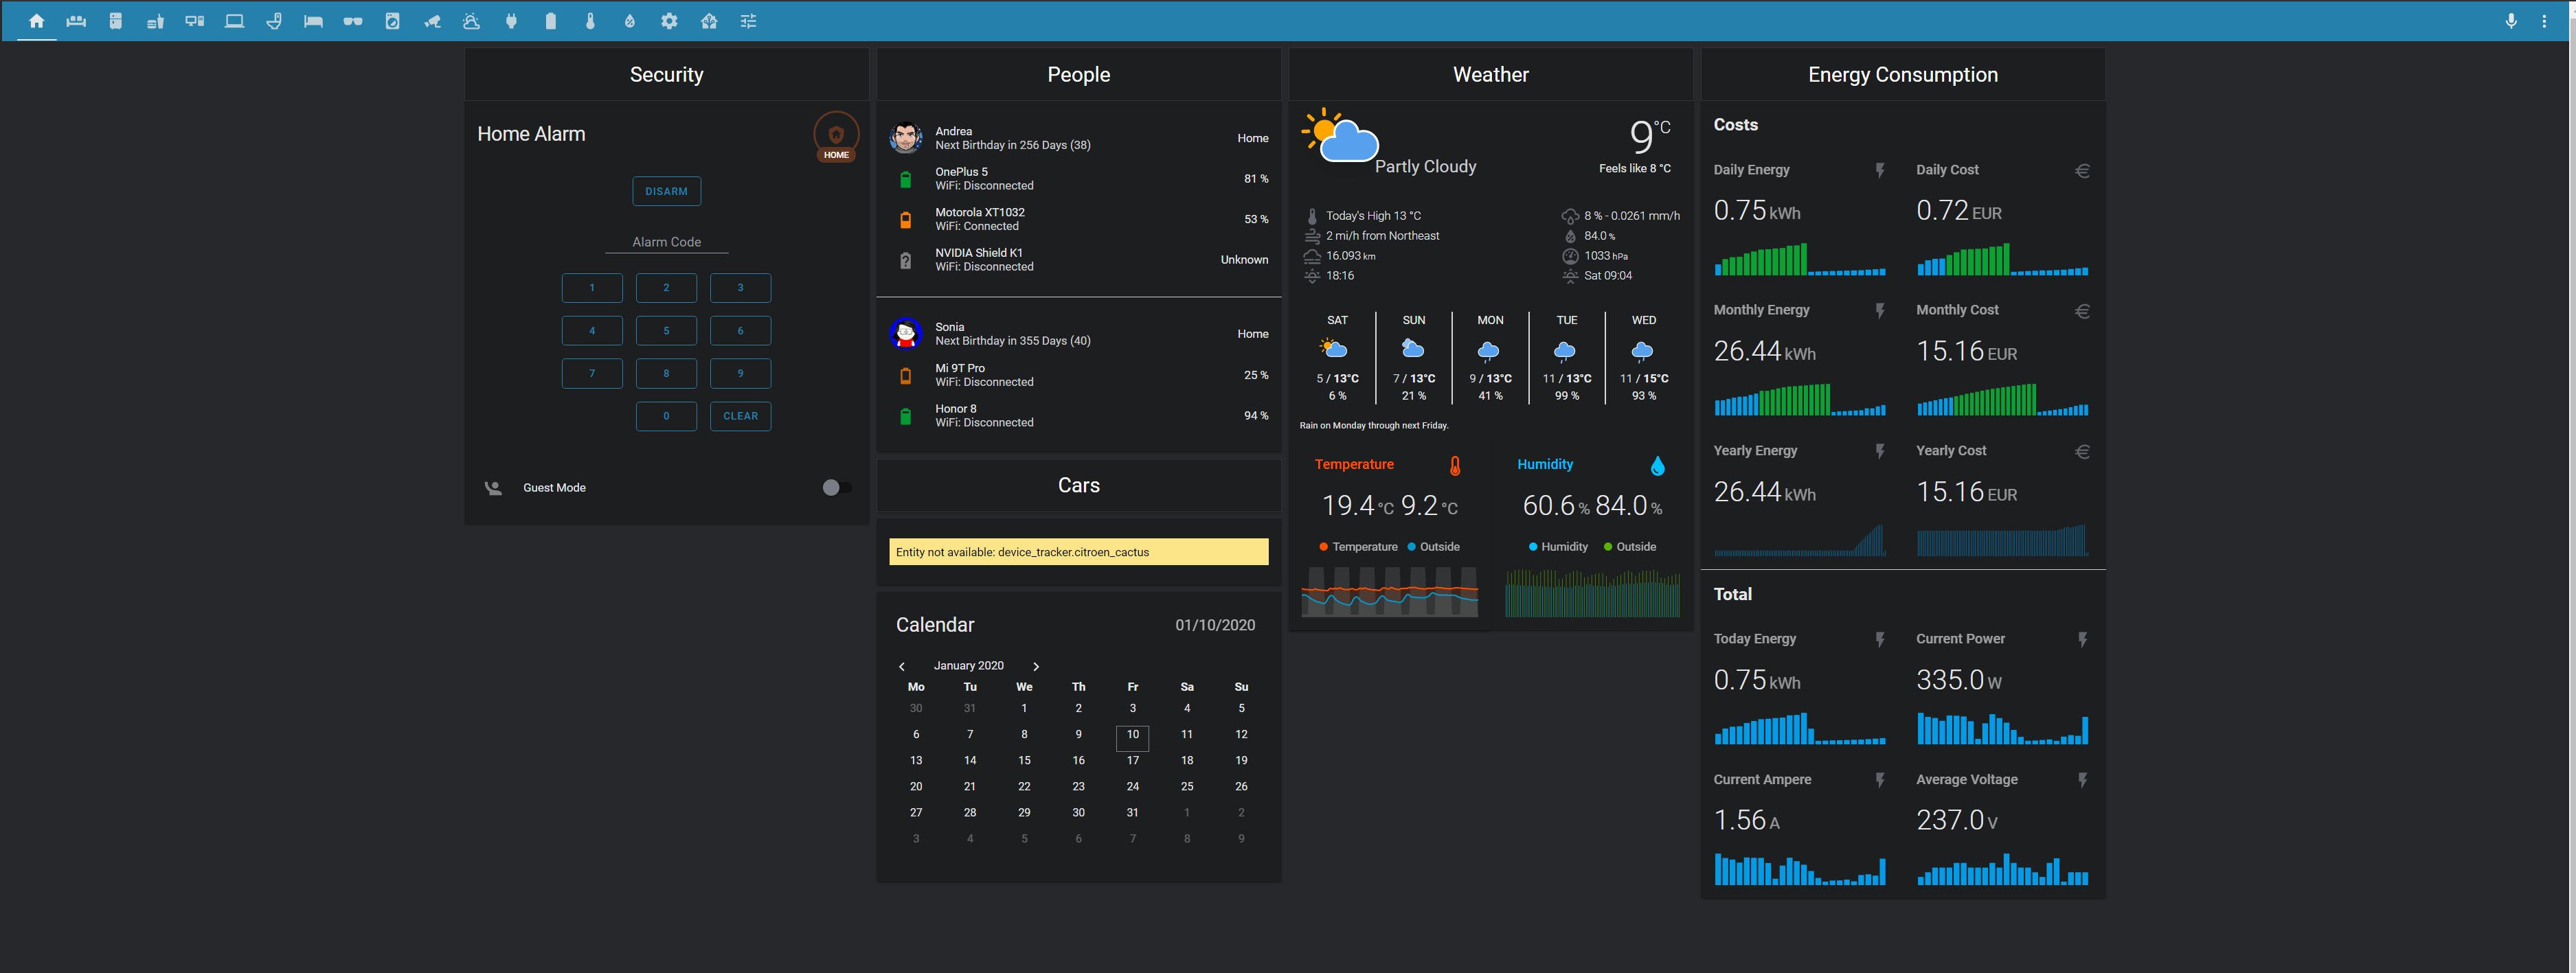 Security
Home Alarm
HOME
DISARM
Alarm Code
1 2 3
4 5 6
7 8 9
0 CLEAR
Guest Mode
People
Andrea
Next Birthday in 256 Days (38)
Home
OnePlus 5
WiFi: Disconnected
81 %
Motorola XT1032
WiFi: Connected
53 %
NVIDIA Shield K1
WiFi: Disconnected
Unknown
Sonia
Next Birthday in 355 Days (40)
Home
Mi 9T Pro
WiFi: Disconnected
25 %
Honor 8
WiFi: Disconnected
94 %
Cars
Entity not available: device_tracker.citroen_cactus
Calendar 01/10/2020
January 2020
Mo Tu We Th Fr Sa Su
30 31 1 2 3 4 5
6 7 8 9 10 11 12
13 14 15 16 17 18 19
20 21 22 23 24 25 26
27 28 29 30 31 1 2
3 4 5 6 7 8 9
Weather
Partly Cloudy
9 °C
Feels like 8 °C
Today's High 13 °C 8 % - 0.0261 mm/h
2 mi/h from Northeast 84.0 %
16.093 km 1033 hPa
18:16 Sat 09:04
SAT SUN MON TUE WED
5 / 13°C 7 / 13°C 9 / 13°C 11 / 13°C 11 / 15°C
6 % 21 % 41 % 99 % 93 %
Rain on Monday through next Friday.
Temperature
19.4 °C 9.2 °C
Temperature Outside
Humidity
60.6 % 84.0 %
Humidity Outside
Energy Consumption
Costs
Daily Energy Daily Cost
0.75 kWh 0.72 EUR
Monthly Energy Monthly Cost
26.44 kWh 15.16 EUR
Yearly Energy Yearly Cost
26.44 kWh 15.16 EUR
Total
Today Energy Current Power
0.75 kWh 335.0 W
Current Ampere Average Voltage
1.56 A 237.0 V